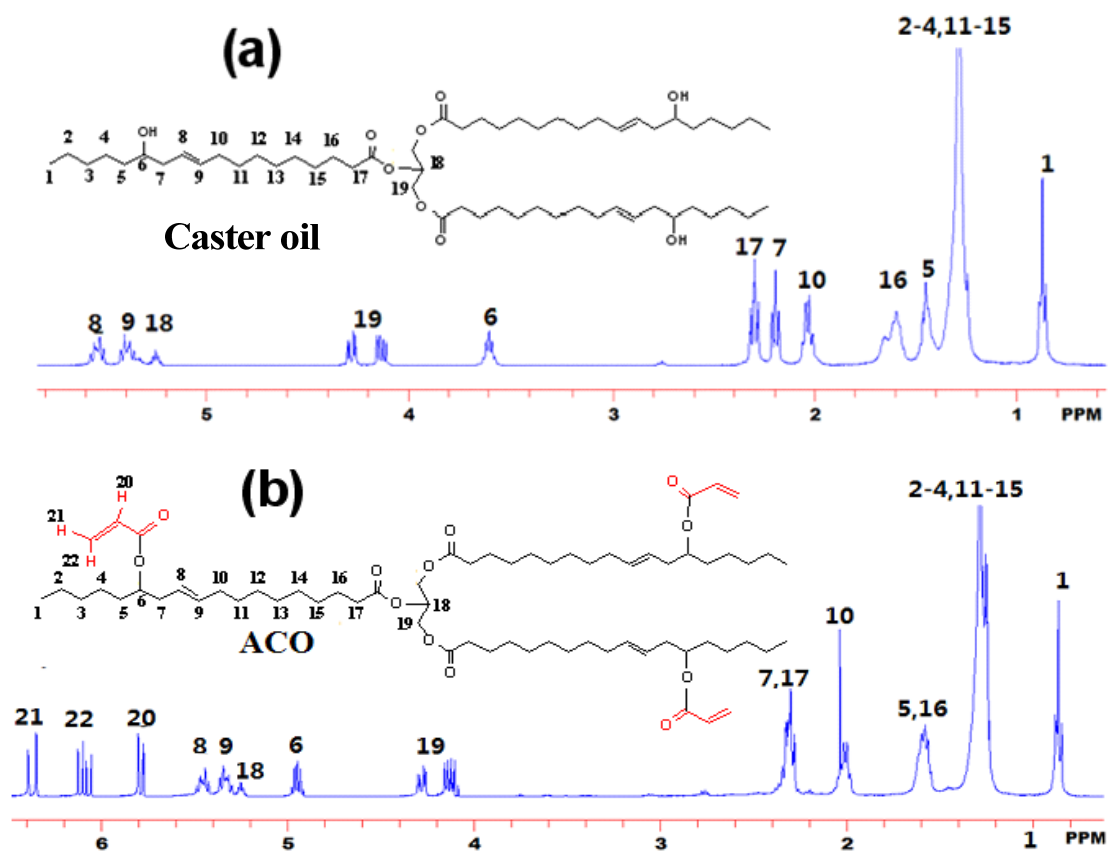 (a)
2-4,11-15
OH
O
2 4 OH 8 10 12 14 16 O O
6 18
1 3 5 7 9 11 13 15 17 O
19 O
O
OH
Caster oil
8 9 18 19 6 17 7 10 16 5 1
5 4 3 2 1 PPM
(b)
20
H O
21 H
H
22 O
O
O
2-4,11-15
O
O
2 4 8 10 12 14 16 O O
6 18
1 3 5 7 9 11 13 15 17 O
19 O
ACO
O
O
O
21 22 20 8 9 18 6 19 7,17 10 5,16 1
6 5 4 3 2 1 PPM